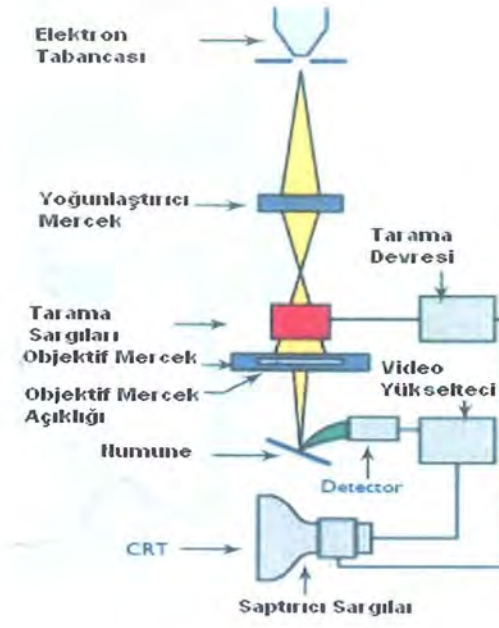 Elektron
Tabancası
Yoğunlaştırıcı
Mercek
Tarama
Devresi
Tarama
Sargıları
Objektif Mercek
Objektif Mercek
Açıklığı
Video
Yükselteci
Numune
Detector
CRT
Saptırıcı Sargılar